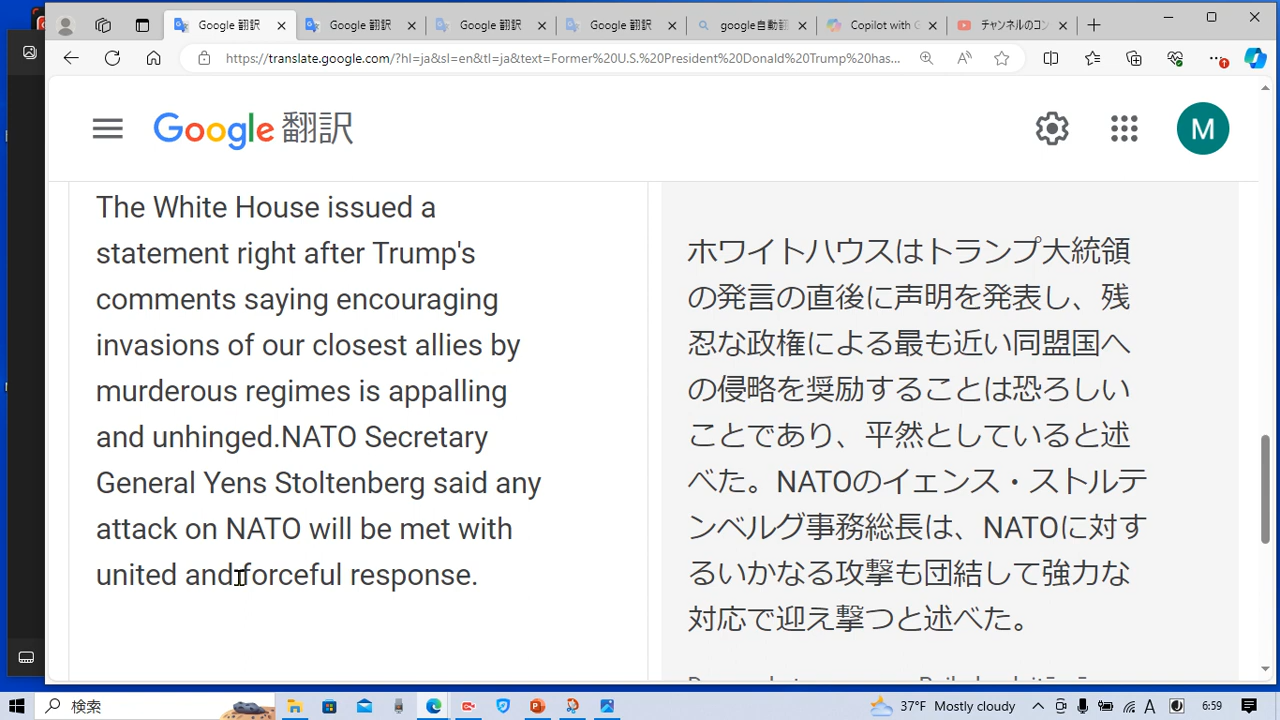 Google 翻訳
Google 翻訳
Google 翻訳
Google 翻訳
google自動翻
Copilot with
チャンネルのコン
https://translate.google.com/?hl=ja&sl=en&tl=ja&text=Former%20U.S.%20President%20Donald%20Trump%20has...
Google 翻訳
M
The White House issued a
statement right after Trump's
comments saying encouraging
invasions of our closest allies by
murderous regimes is appalling
and unhinged.NATO Secretary
General Yens Stoltenberg said any
attack on NATO will be met with
united and forceful response.
ホワイトハウスはトランプ大統領
の発言の直後に声明を発表し、残
忍な政権による最も近い同盟国へ
の侵略を奨励することは恐ろしい
ことであり、平然としていると述
べた。NATOのイェンス・ストルテ
ンベルグ事務総長は、NATOに対す
るいかなる攻撃も団結して強力な
対応で迎え撃つと述べた。
検索
37°F Mostly cloudy
A
6:59